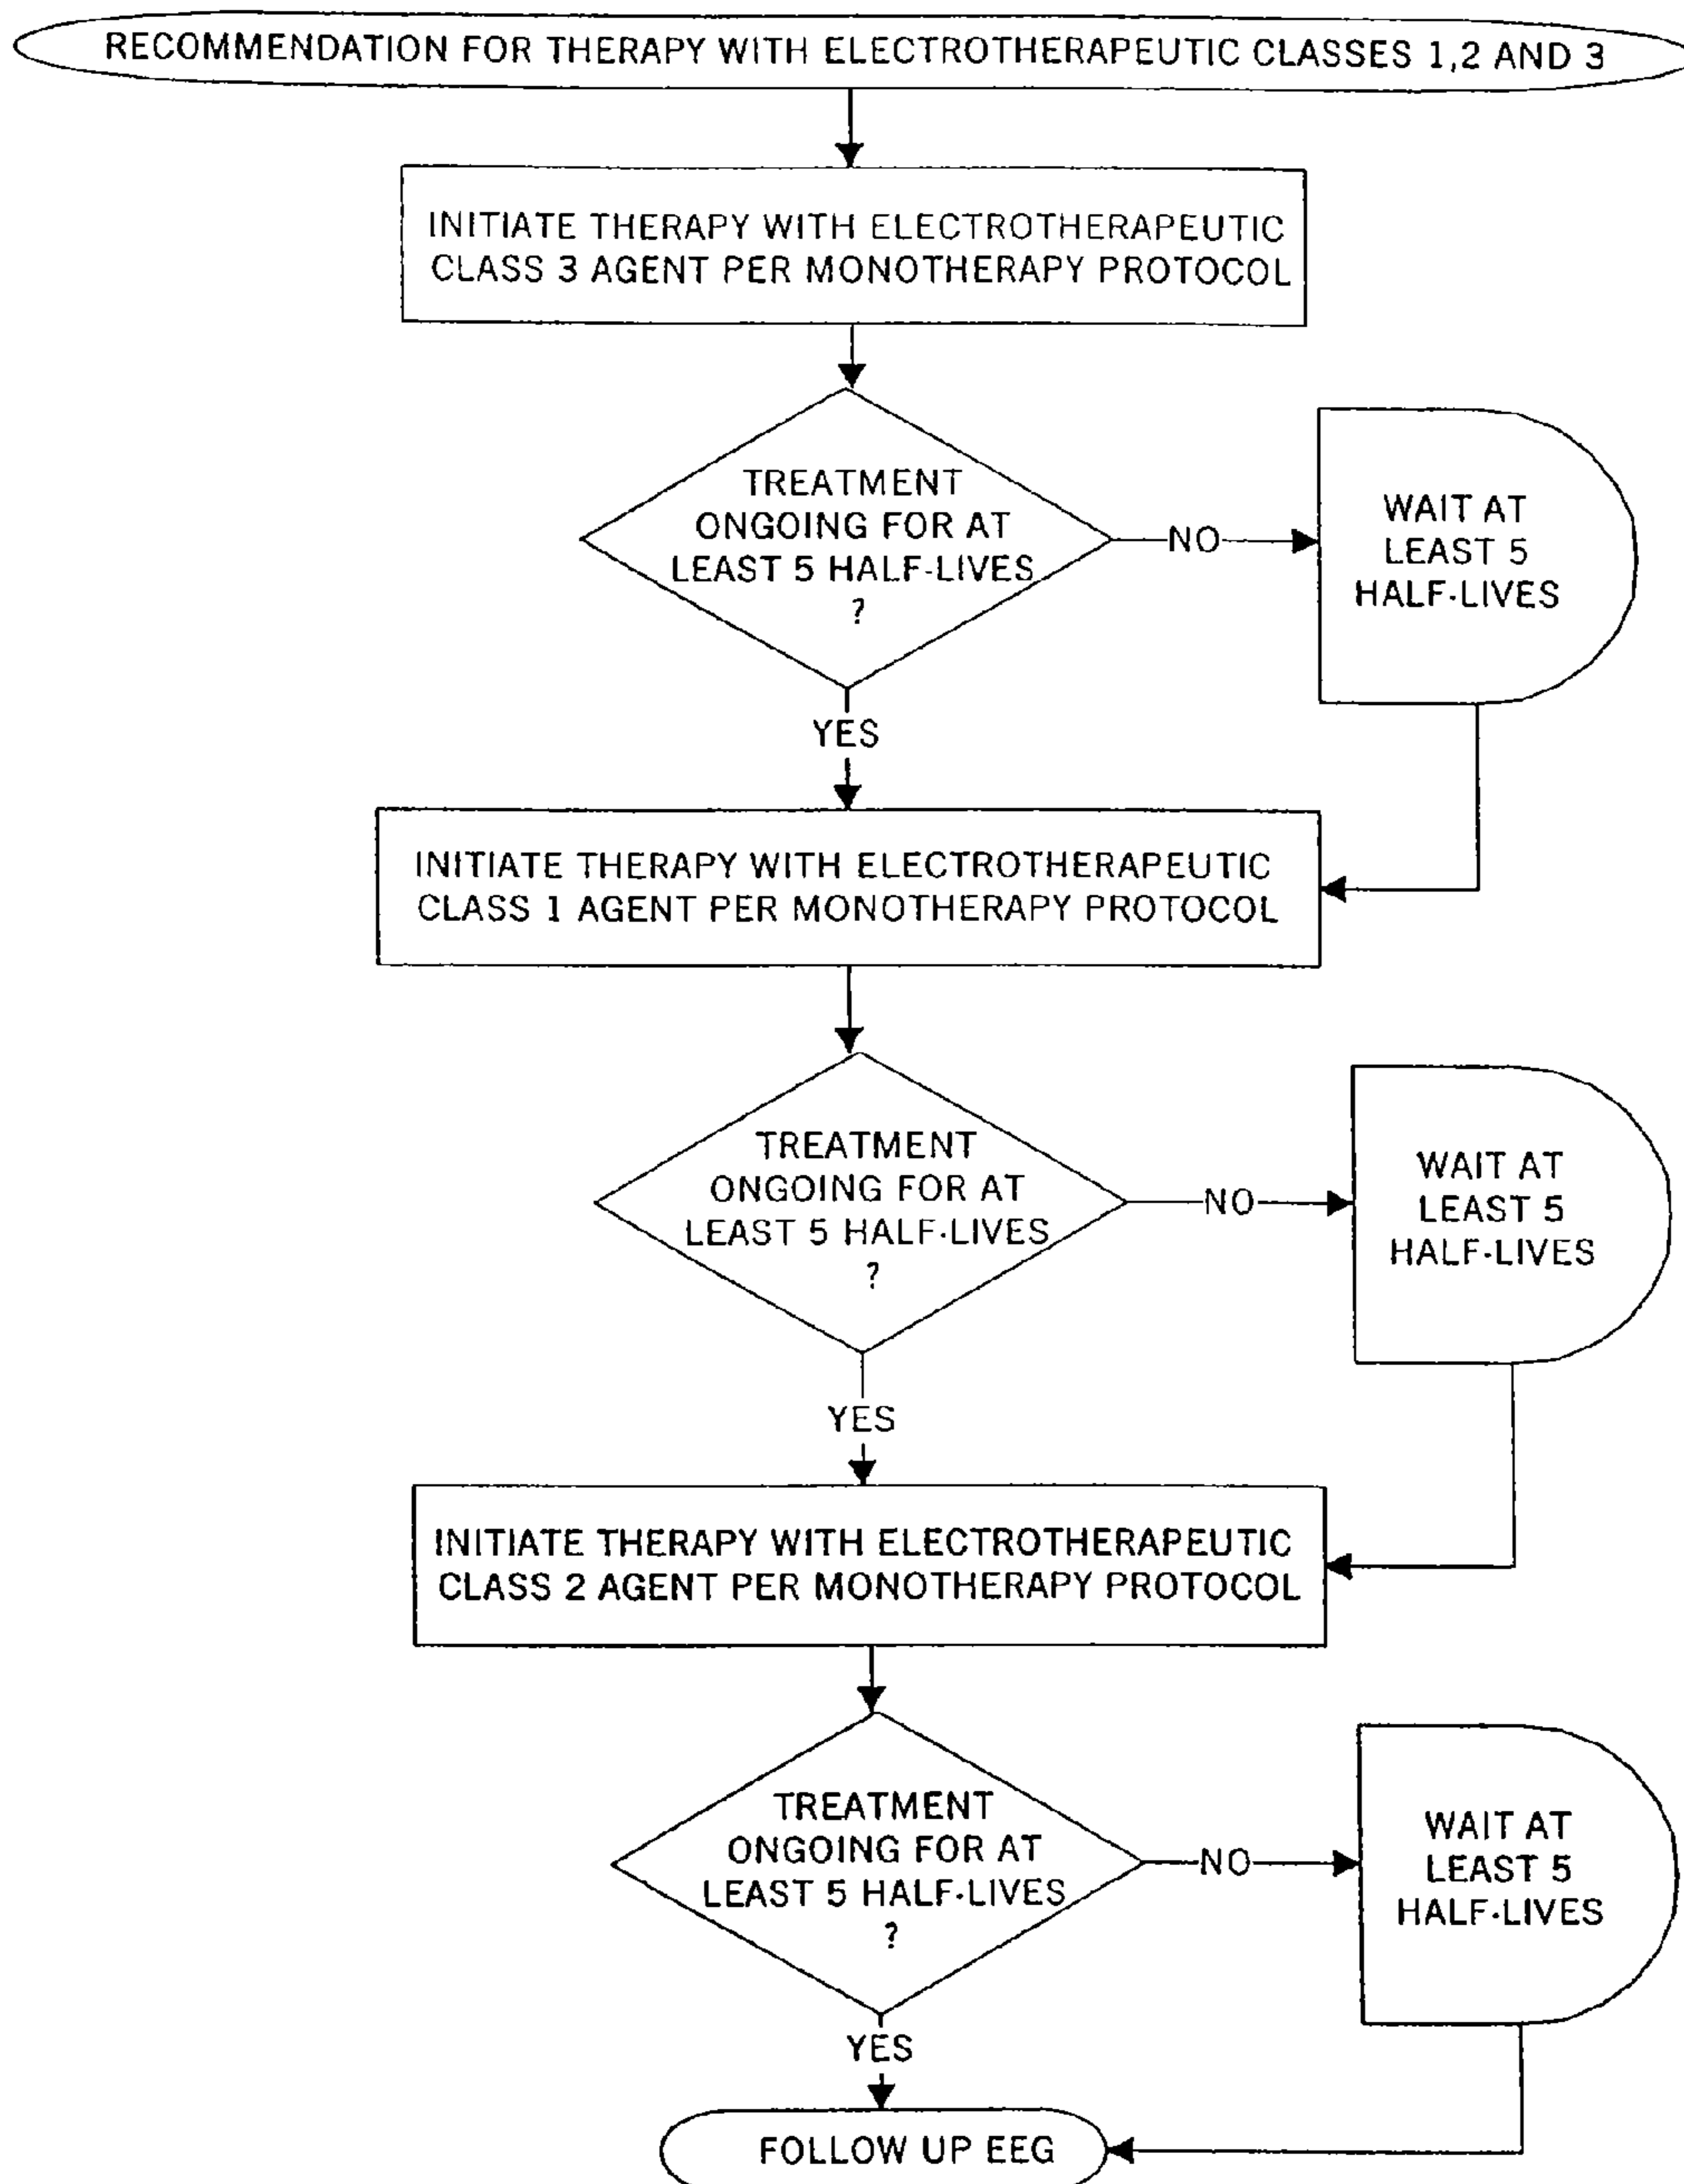 RECOMMENDATION FOR THERAPY WITH ELECTROTHERAPEUTIC CLASSES 1,2 AND 3
INITIATE THERAPY WITH ELECTROTHERAPEUTIC
CLASS 3 AGENT PER MONOTHERAPY PROTOCOL
TREATMENT
ONGOING FOR AT
LEAST 5 HALF-LIVES
?
NO
WAIT AT
LEAST 5
HALF-LIVES
YES
INITIATE THERAPY WITH ELECTROTHERAPEUTIC
CLASS 1 AGENT PER MONOTHERAPY PROTOCOL
TREATMENT
ONGOING FOR AT
LEAST 5 HALF-LIVES
?
NO
WAIT AT
LEAST 5
HALF-LIVES
YES
INITIATE THERAPY WITH ELECTROTHERAPEUTIC
CLASS 2 AGENT PER MONOTHERAPY PROTOCOL
TREATMENT
ONGOING FOR AT
LEAST 5 HALF-LIVES
?
NO
WAIT AT
LEAST 5
HALF-LIVES
YES
FOLLOW UP EEG